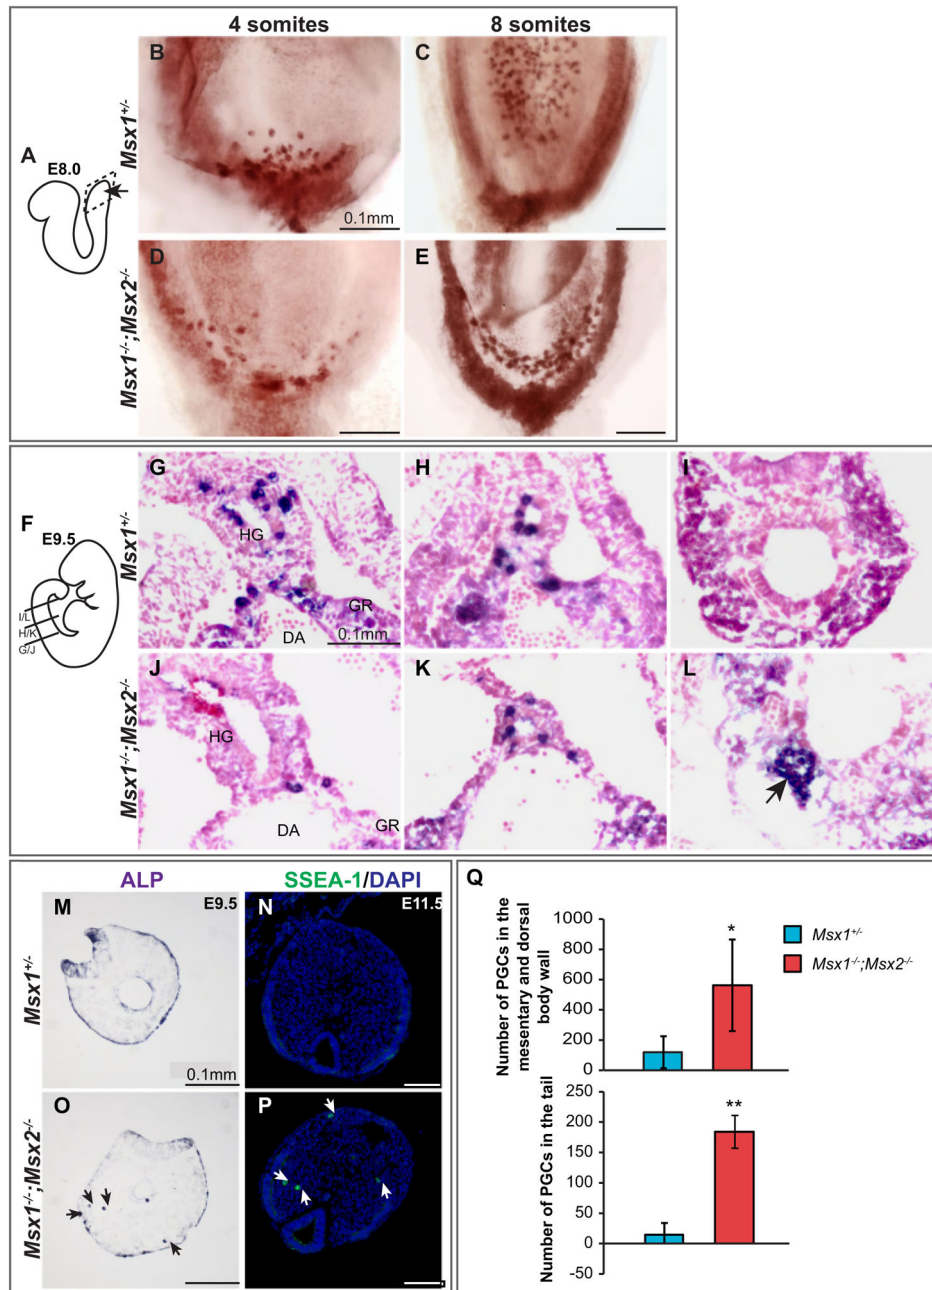 4 somites
8 somites
Msx1+/-
A
E8.0
B
0.1mm
C
Msx1-/-;Msx2-/-
D
E
F
E9.5
I/L
H/K
G/J
Msx1+/-
G
HG
GR
DA
0.1mm
H
I
Msx1-/-;Msx2-/-
J
HG
DA
GR
K
L
ALP
SSEA-1/DAPI
Msx1+/-
M
E9.5
0.1mm
N
E11.5
Msx1-/-;Msx2-/-
O
P
Q
Number of PGCs in the
mesentary and dorsal
body wall
1000
800
600
400
200
0
*
Msx1+/-
Msx1-/-;Msx2-/-
Number of PGCs in the tail
250
200
150
100
50
0
-50
**